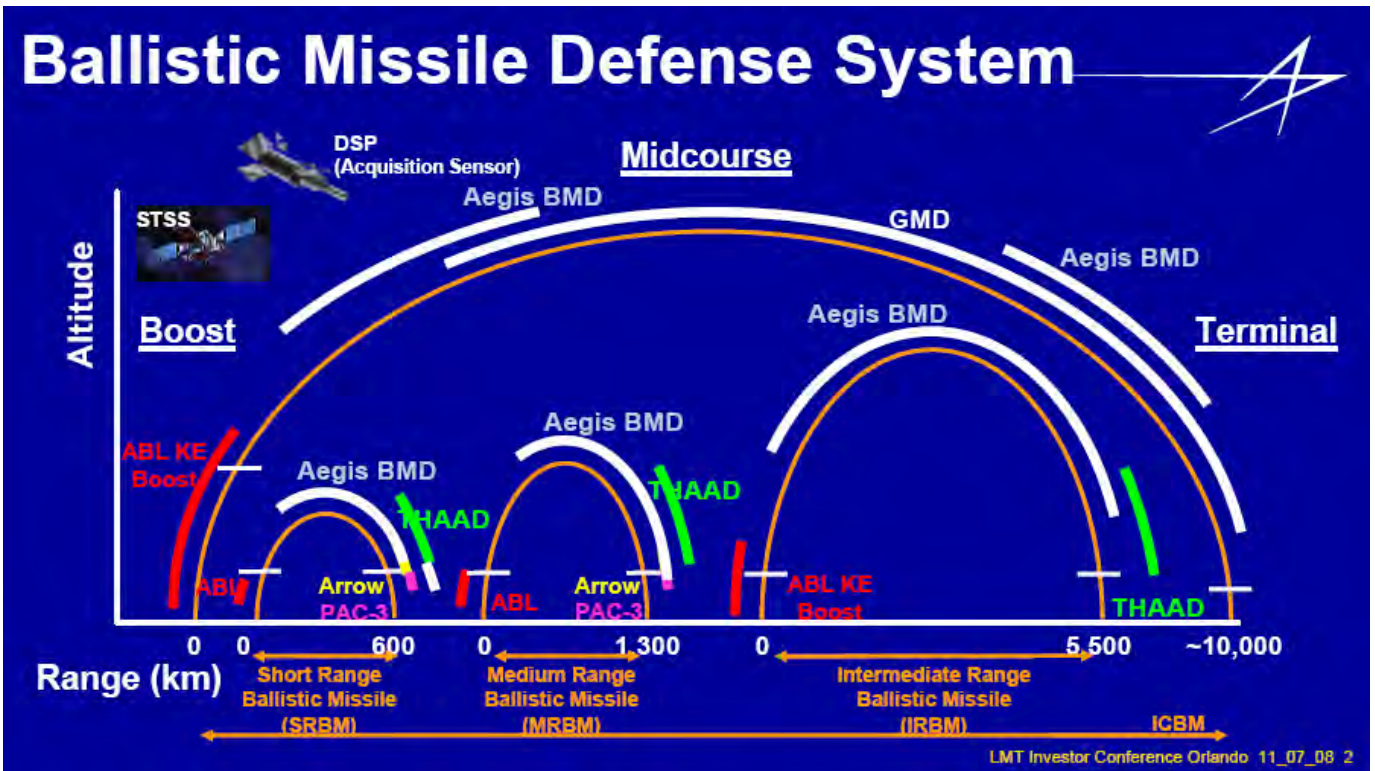 Ballistic Missile Defense System
DSP
(Acquisition Sensor)
Midcourse
Aegis BMD
STSS
GMD
Aegis BMD
Altitude
Boost
Aegis BMD
Terminal
ABL KE
Boost
Aegis BMD
THAAD
Aegis BMD
THAAD
ABL
Arrow
PAC-3
ABL
Arrow
PAC-3
ABL KE
Boost
THAAD
0 0 600 0 1,300 0 5,500 ~10,000
Range (km)
Short Range
Ballistic Missile
(SRBM)
Medium Range
Ballistic Missile
(MRBM)
Intermediate Range
Ballistic Missile
(IRBM)
ICBM
LMT Investor Conference Orlando 11_07_08 2